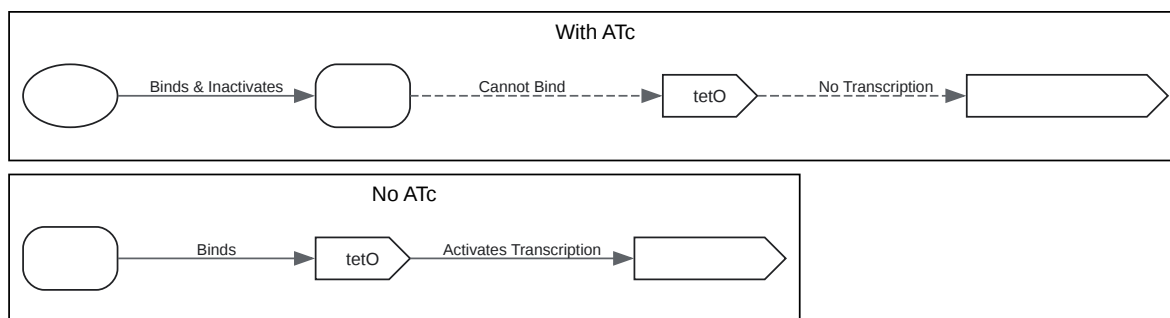 With ATc
Binds & Inactivates
Cannot Bind
tetO
No Transcription
No ATc
Binds
tetO
Activates Transcription